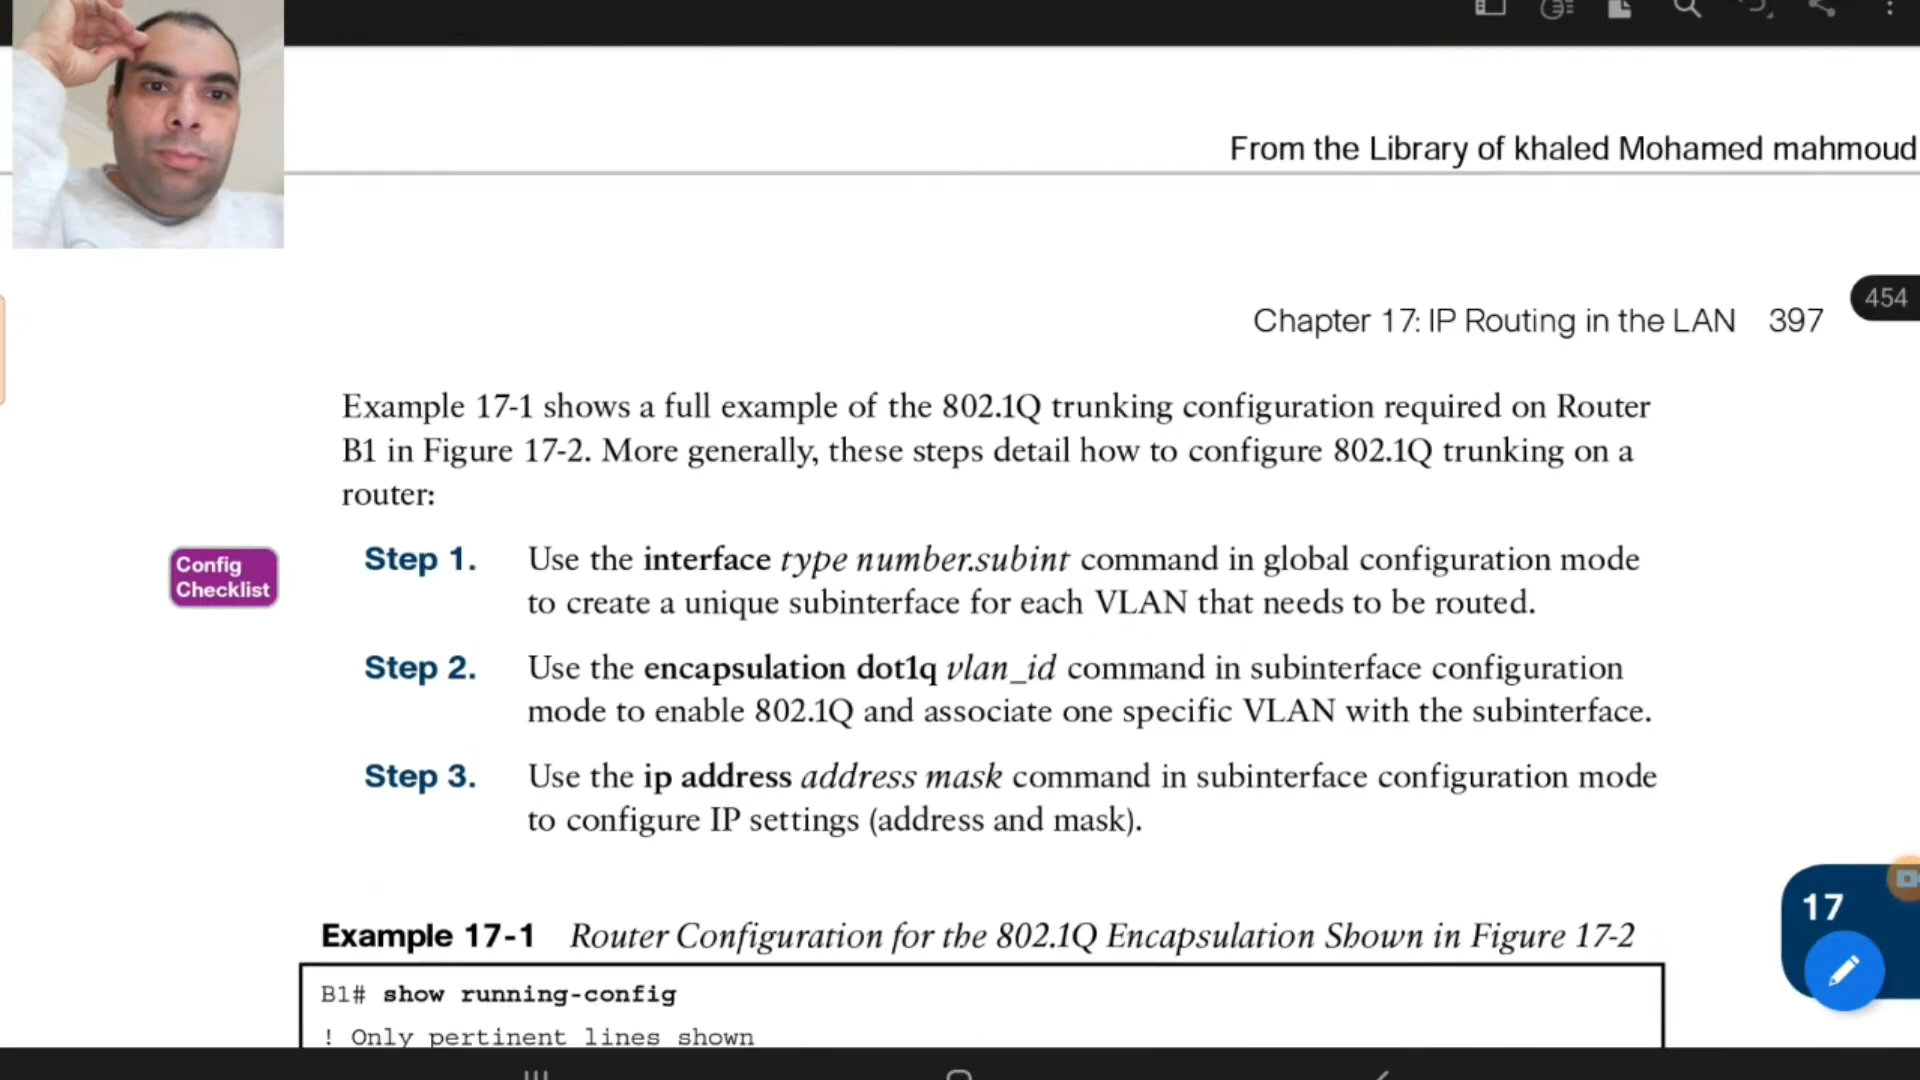 From the Library of khaled Mohamed mahmoud
454
Chapter 17: IP Routing in the LAN 397
Example 17-1 shows a full example of the 802.1Q trunking configuration required on Router
B1 in Figure 17-2. More generally, these steps detail how to configure 802.1Q trunking on a
router:
Config
Checklist
Step 1. Use the interface type number.subint command in global configuration mode
to create a unique subinterface for each VLAN that needs to be routed.
Step 2. Use the encapsulation dot1q vlan_id command in subinterface configuration
mode to enable 802.1Q and associate one specific VLAN with the subinterface.
Step 3. Use the ip address address mask command in subinterface configuration mode
to configure IP settings (address and mask).
17
Example 17-1 Router Configuration for the 802.1Q Encapsulation Shown in Figure 17-2
B1# show running-config
! Only pertinent lines shown